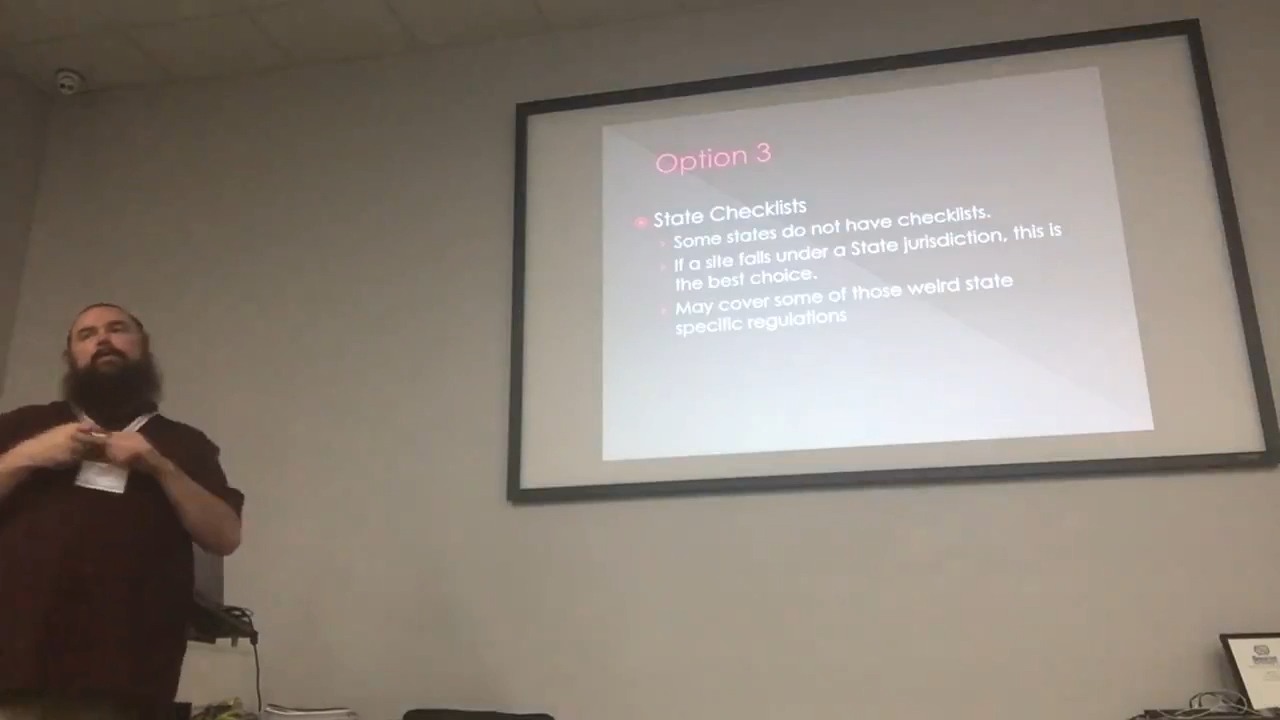 Option 3
State Checklists
Some states do not have checklists.
If a site falls under a State jurisdiction, this is
the best choice.
May cover some of those weird state
specific regulations